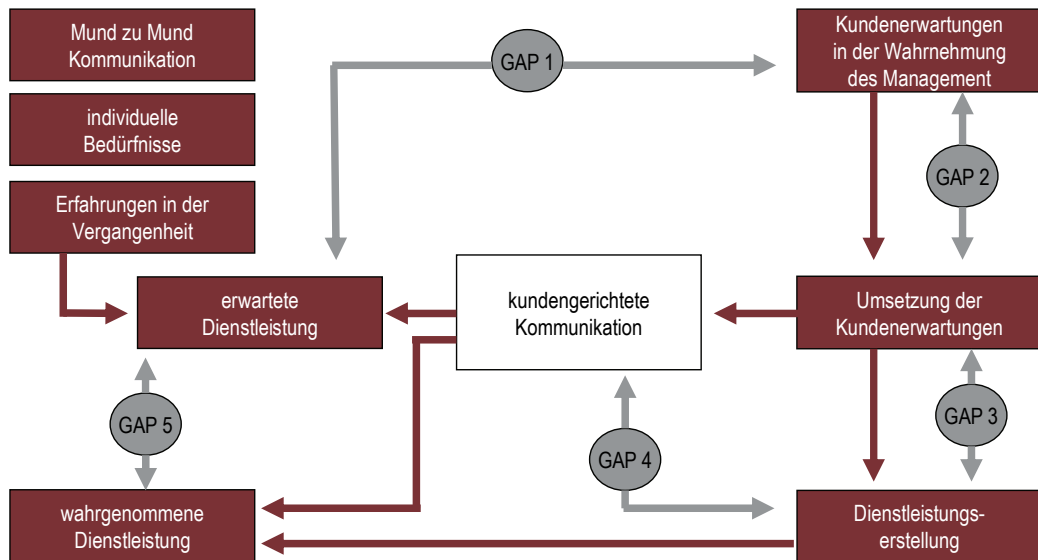 Mund zu Mund
Kommunikation
individuelle
Bedürfnisse
Erfahrungen in der
Vergangenheit
GAP 1
Kundenerwartungen
in der Wahrnehmung
des Management
GAP 2
erwartete
Dienstleistung
kundengerichtete
Kommunikation
Umsetzung der
Kundenerwartungen
GAP 5
GAP 4
GAP 3
wahrgenommene
Dienstleistung
Dienstleistungs-
erstellung